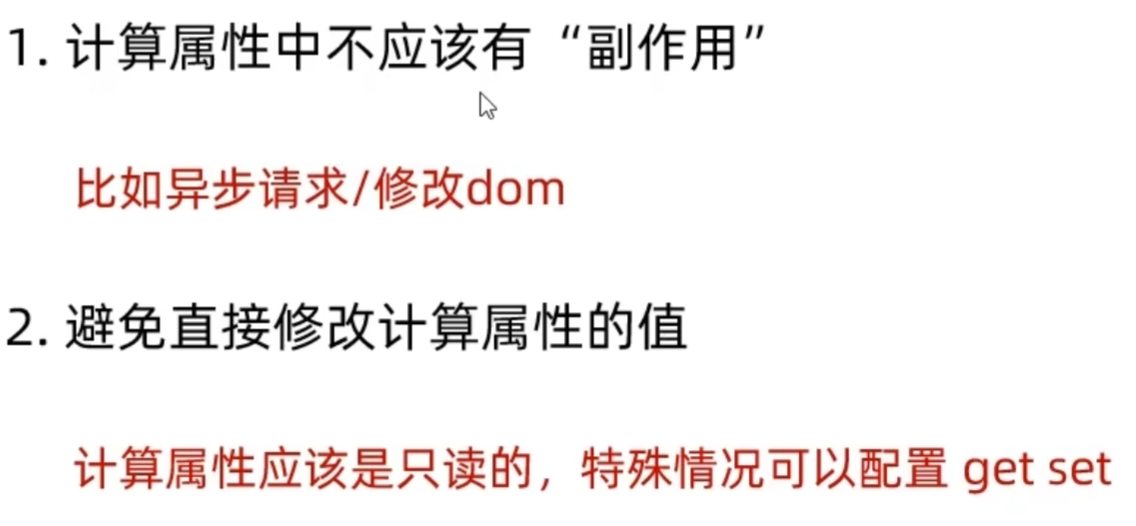 1. 计算属性中不应该有“副作用”
比如异步请求/修改dom
2. 避免直接修改计算属性的值
计算属性应该是只读的，特殊情况可以配置 get set